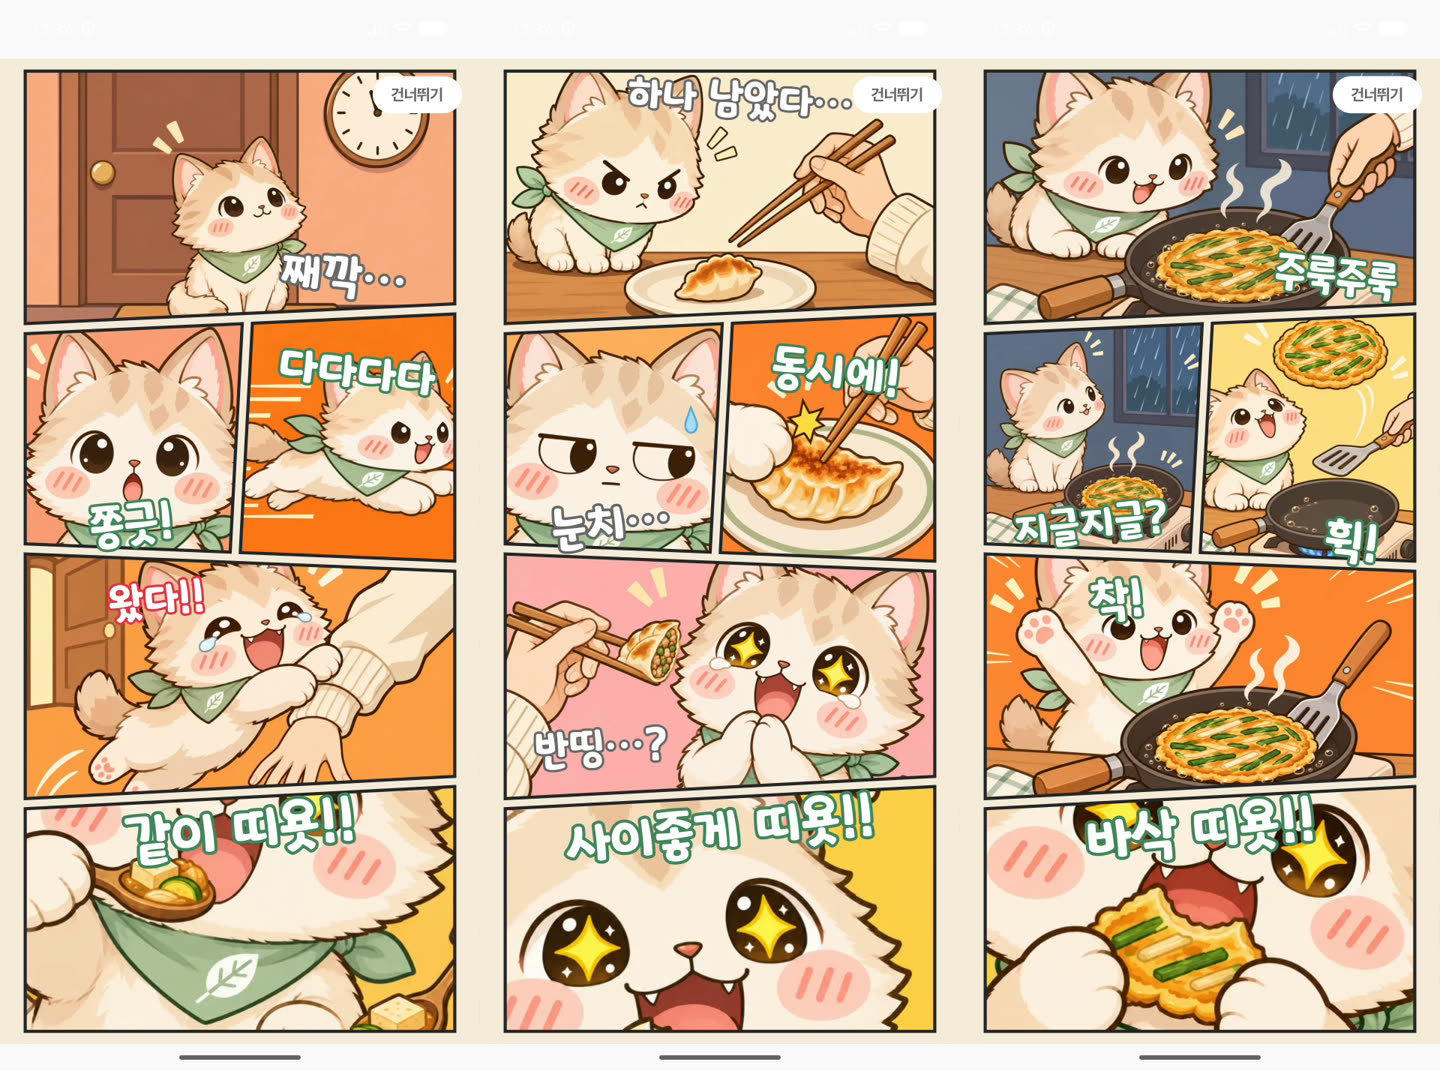 건너뛰기
째깍…
쫑긋!
다다다다
왔다!!
같이 띠욧!!
하나 남았다…
건너뛰기
눈치…
동시에!
반띵…?
사이좋게 띠욧!!
건너뛰기
주룩주룩
지글지글?
휙!
착!
바삭 띠욧!!